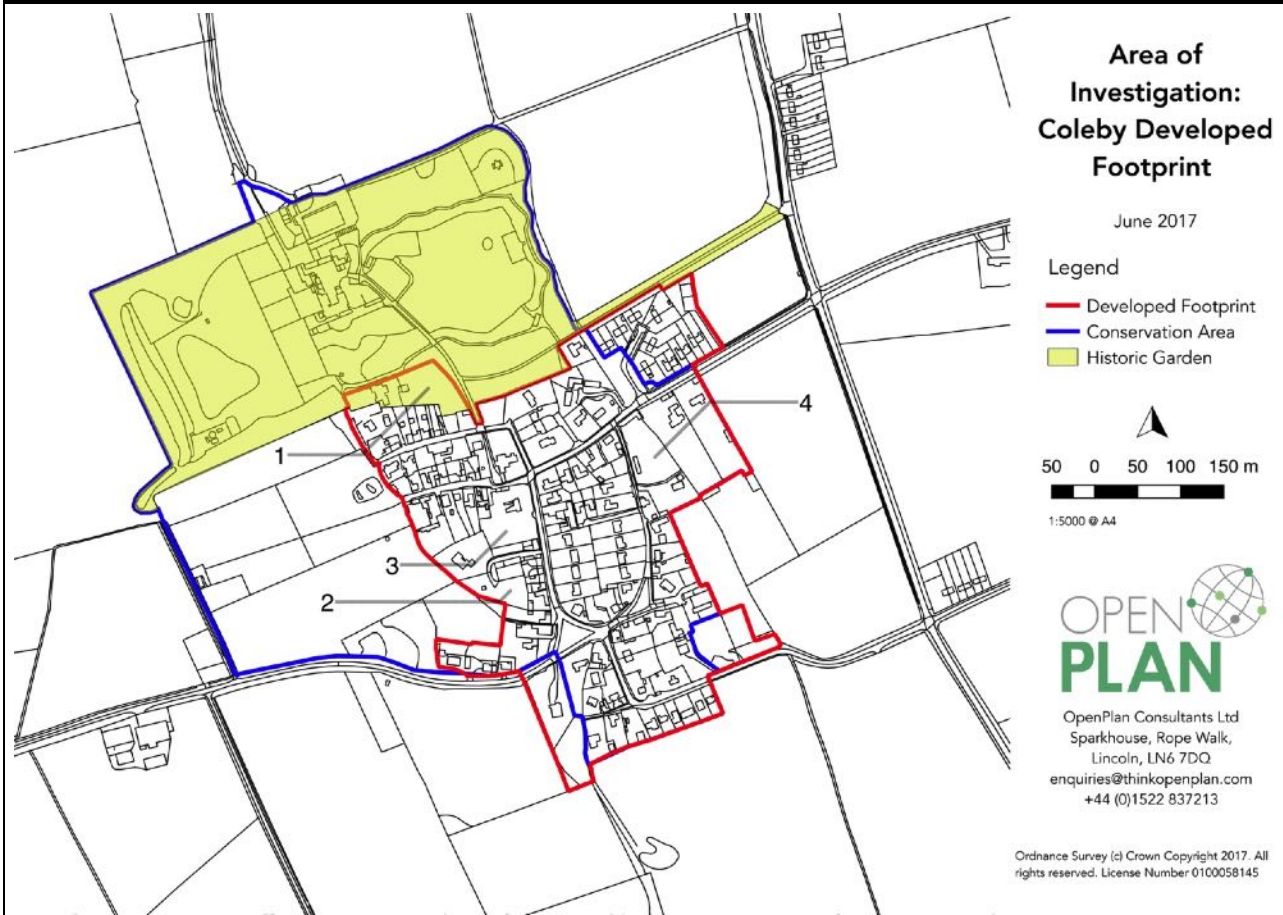 Area of
Investigation:
Coleby Developed
Footprint
June 2017
Legend
Developed Footprint
Conservation Area
Historic Garden
50 0 50 100 150 m
1:5000 @ A4
OPEN
PLAN
OpenPlan Consultants Ltd
Sparkhouse, Rope Walk,
Lincoln, LN6 7DQ
enquiries@thinkopenplan.com
+44 (0)1522 837213
Ordnance Survey (c) Crown Copyright 2017. All
rights reserved. License Number 0100058145
1
2
3
4